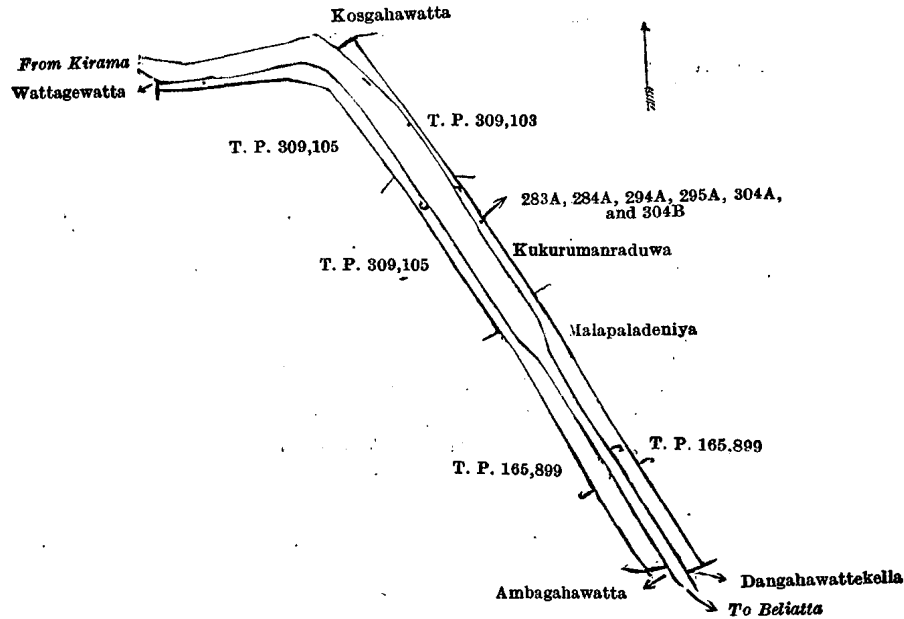 Kosgahawatta
From Kirama
Wattagewatta
T. P. 309,103
T. P. 309,105
283A, 284A, 294A, 295A, 304A,
and 304B
Kukurumanraduwa
T. P. 309,105
Malapaladeniya
T. P. 165,899
T. P. 165,899
Ambagahawatta
Dangahawattekella
To Beliatta